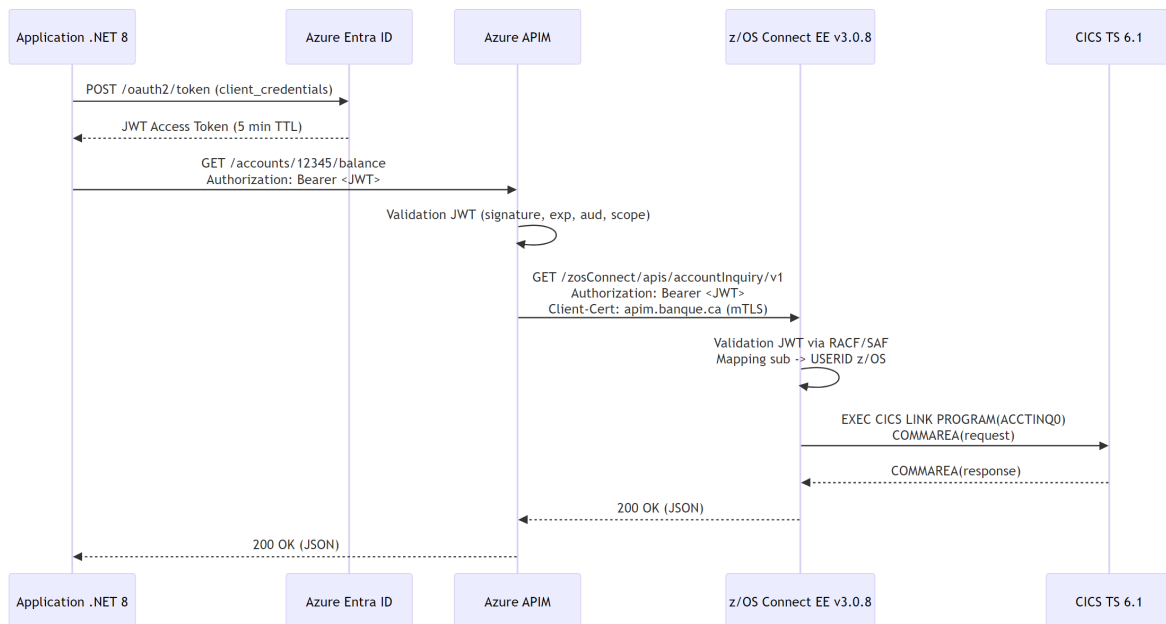 Application .NET 8
Azure Entra ID
Azure APIM
z/OS Connect EE v3.0.8
CICS TS 6.1
POST /oauth2/token (client_credentials)
JWT Access Token (5 min TTL)
GET /accounts/12345/balance
Authorization: Bearer <JWT>
Validation JWT (signature, exp, aud, scope)
GET /zosConnect/apis/accountInquiry/v1
Authorization: Bearer <JWT>
Client-Cert: apim.banque.ca (mTLS)
Validation JWT via RACF/SAF
Mapping sub -> USERID z/OS
EXEC CICS LINK PROGRAM(ACCTINQ0)
COMMAREA(request)
COMMAREA(response)
200 OK (JSON)
200 OK (JSON)
Application .NET 8
Azure Entra ID
Azure APIM
z/OS Connect EE v3.0.8
CICS TS 6.1